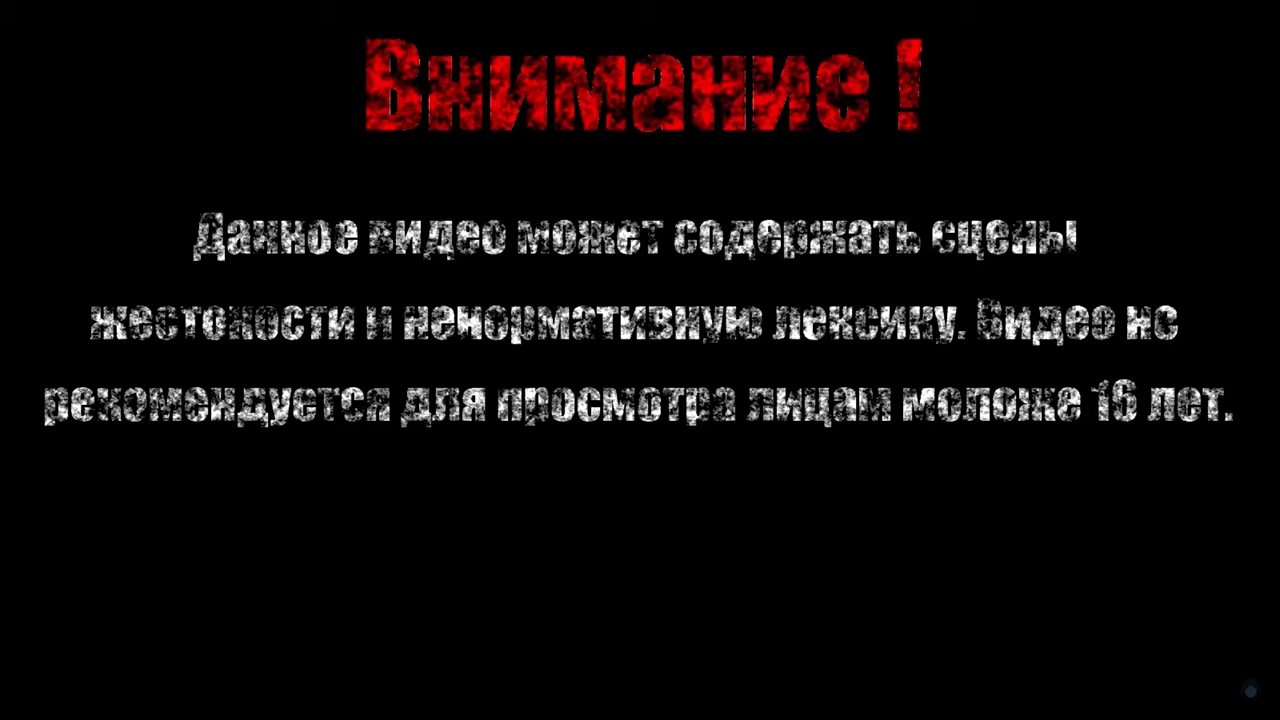 Внимание !
Данное видео может содержать сцены
жестокости и ненормативную лексику. Видео не
рекомендуется для просмотра лицам моложе 16 лет.